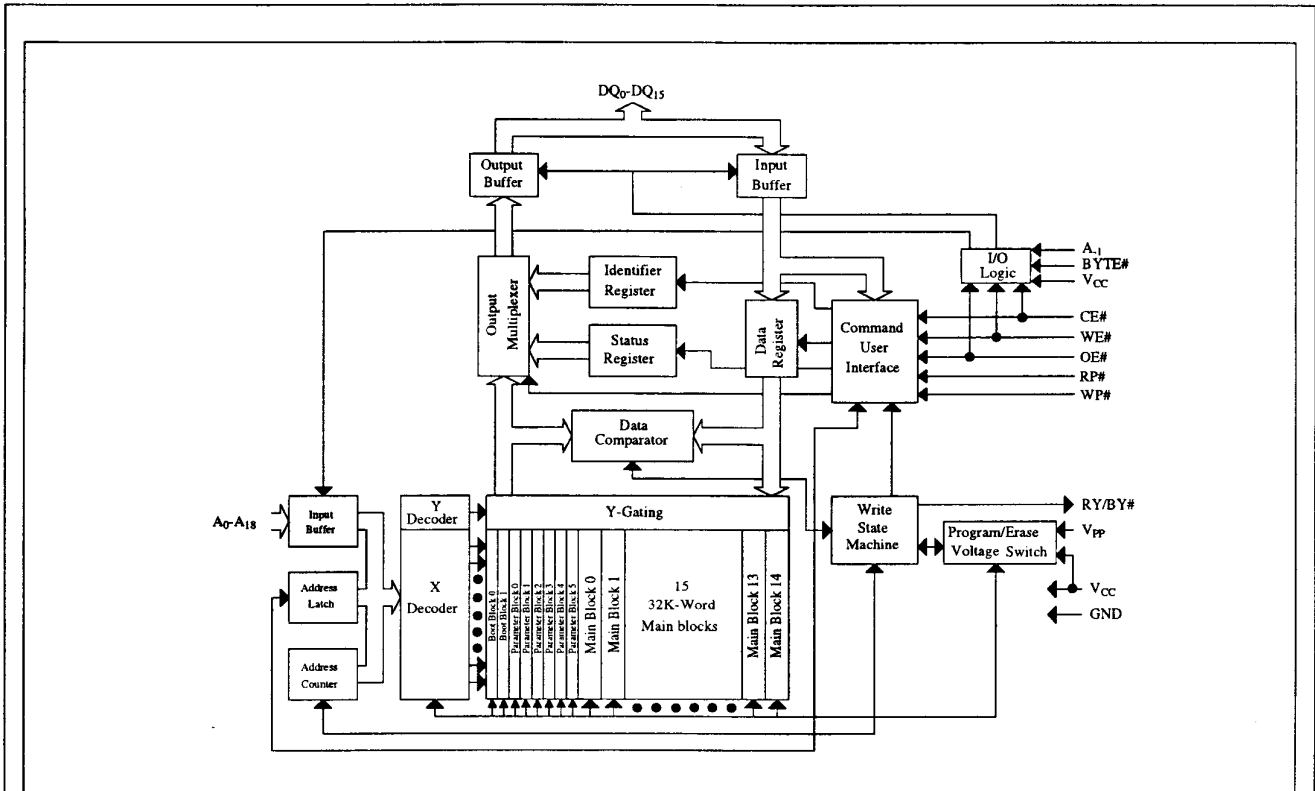 DQ0-DQ15
Output
Buffer
Input
Buffer
A-1
BYTE#
VCC
I/O
Logic
Output
Multiplexer
Identifier
Register
Status
Register
Data
Register
Command
User
Interface
CE#
WE#
OE#
RP#
WP#
Data
Comparator
A0-A18
Input
Buffer
Y
Decoder
Y-Gating
Write
State
Machine
RY/BY#
Program/Erase
Voltage Switch
VPP
VCC
GND
Address
Latch
X
Decoder
Boot Block 0
Boot Block 1
Parameter Block 0
Parameter Block 1
Parameter Block 2
Parameter Block 3
Parameter Block 4
Parameter Block 5
Main Block 0
Main Block 1
15
32K-Word
Main blocks
Main Block 13
Main Block 14
Address
Counter